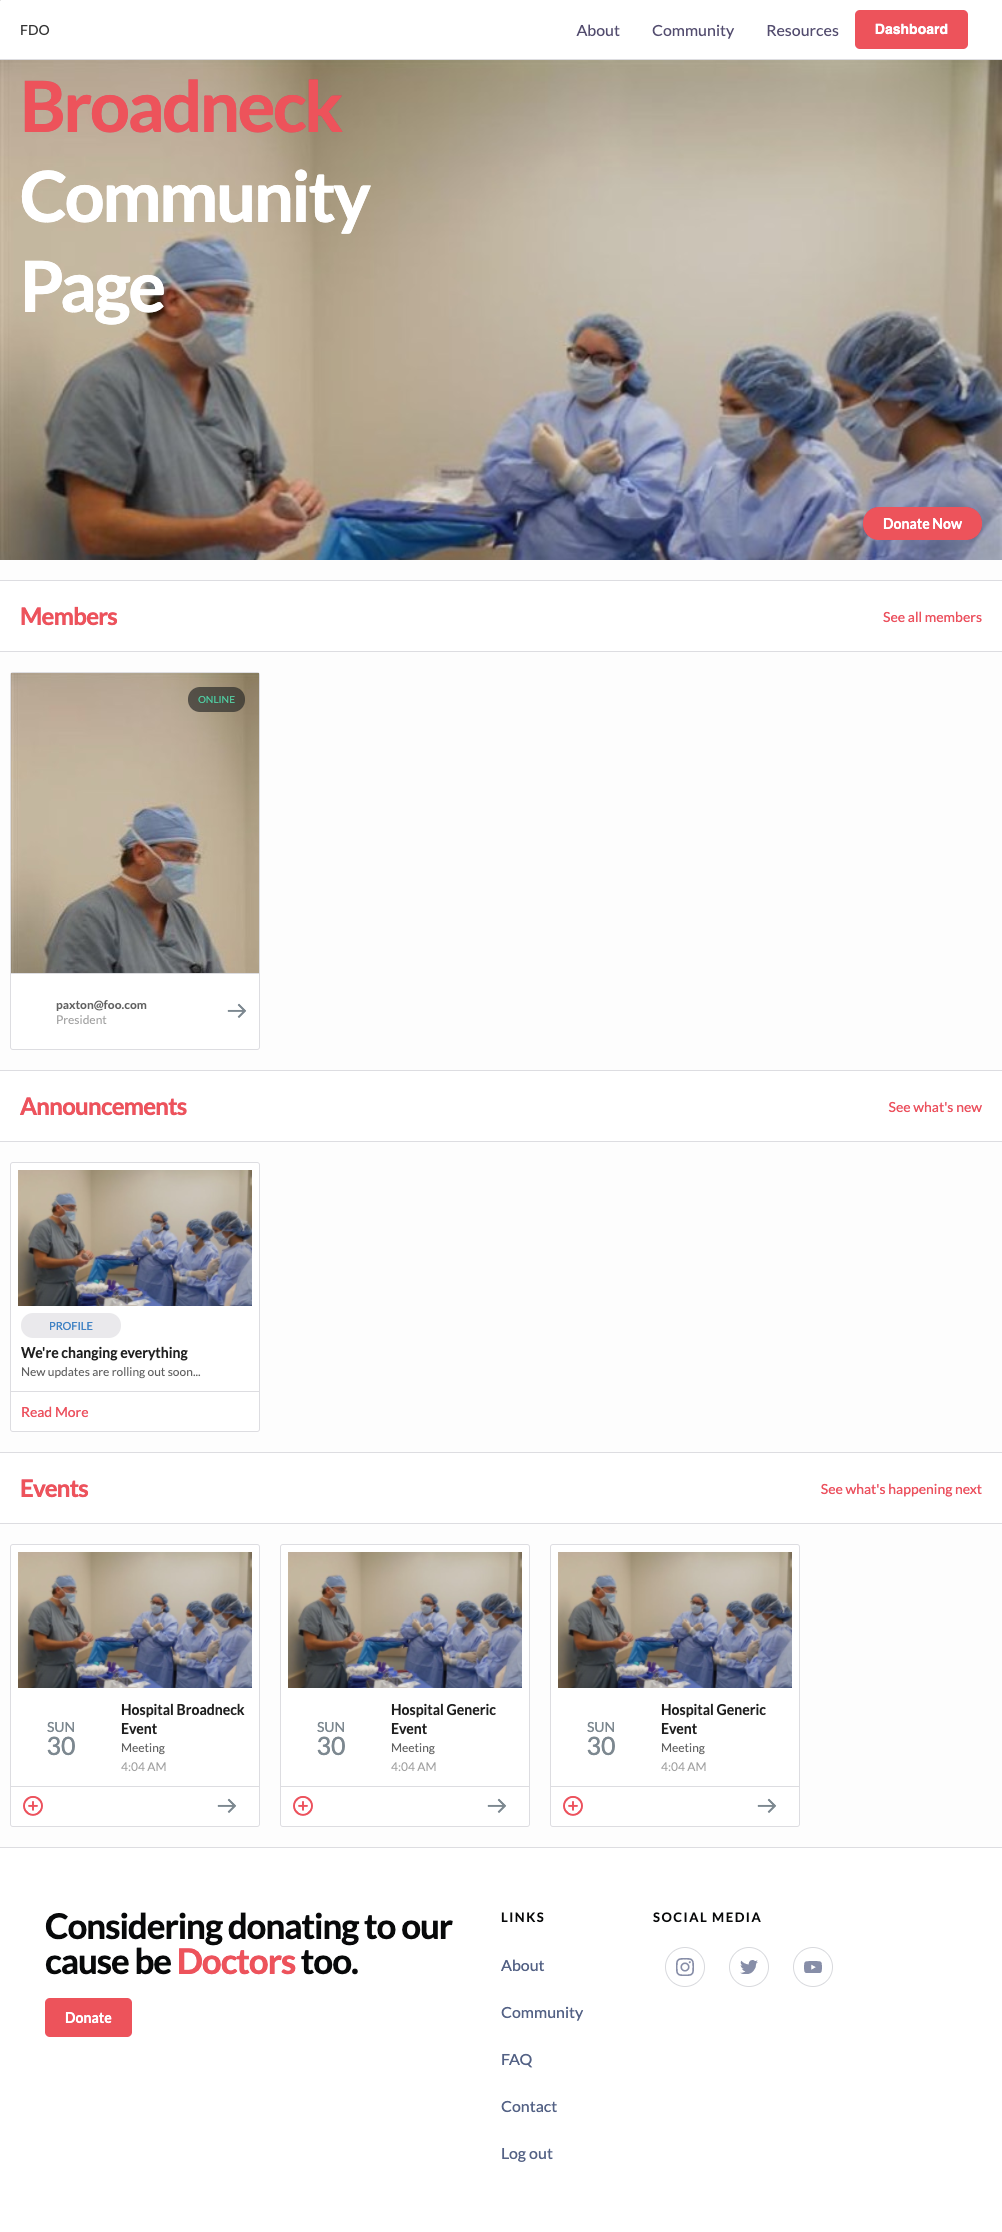 FDO
About
Community
Resources
Dashboard
Broadneck
Community
Page
Donate Now
Members
See all members
ONLINE
paxton@foo.com
President
Announcements
See what's new
PROFILE
We're changing everything
New updates are rolling out soon...
Read More
Events
See what's happening next
SUN
30
Hospital Broadneck
Event
Meeting
4:04 AM
SUN
30
Hospital Generic
Event
Meeting
4:04 AM
SUN
30
Hospital Generic
Event
Meeting
4:04 AM
Considering donating to our
cause be Doctors too.
Donate
LINKS
About
Community
FAQ
Contact
Log out
SOCIAL MEDIA